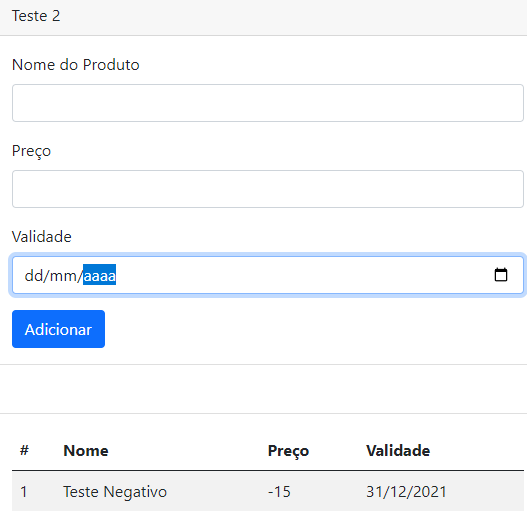 Teste 2
Nome do Produto
Preço
Validade
dd/mm/aaaa
Adicionar
# Nome Preço Validade
1 Teste Negativo -15 31/12/2021